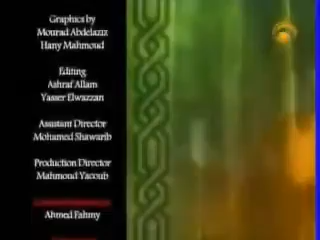 Graphics by
Mourad Abdelaziz
Hany Mahmoud
Editing
Ashraf Allam
Yasser Elwazzan
Assistant Director
Mohamed Shawarib
Production Director
Mahmoud Yacoub
Ahmed Fahmy